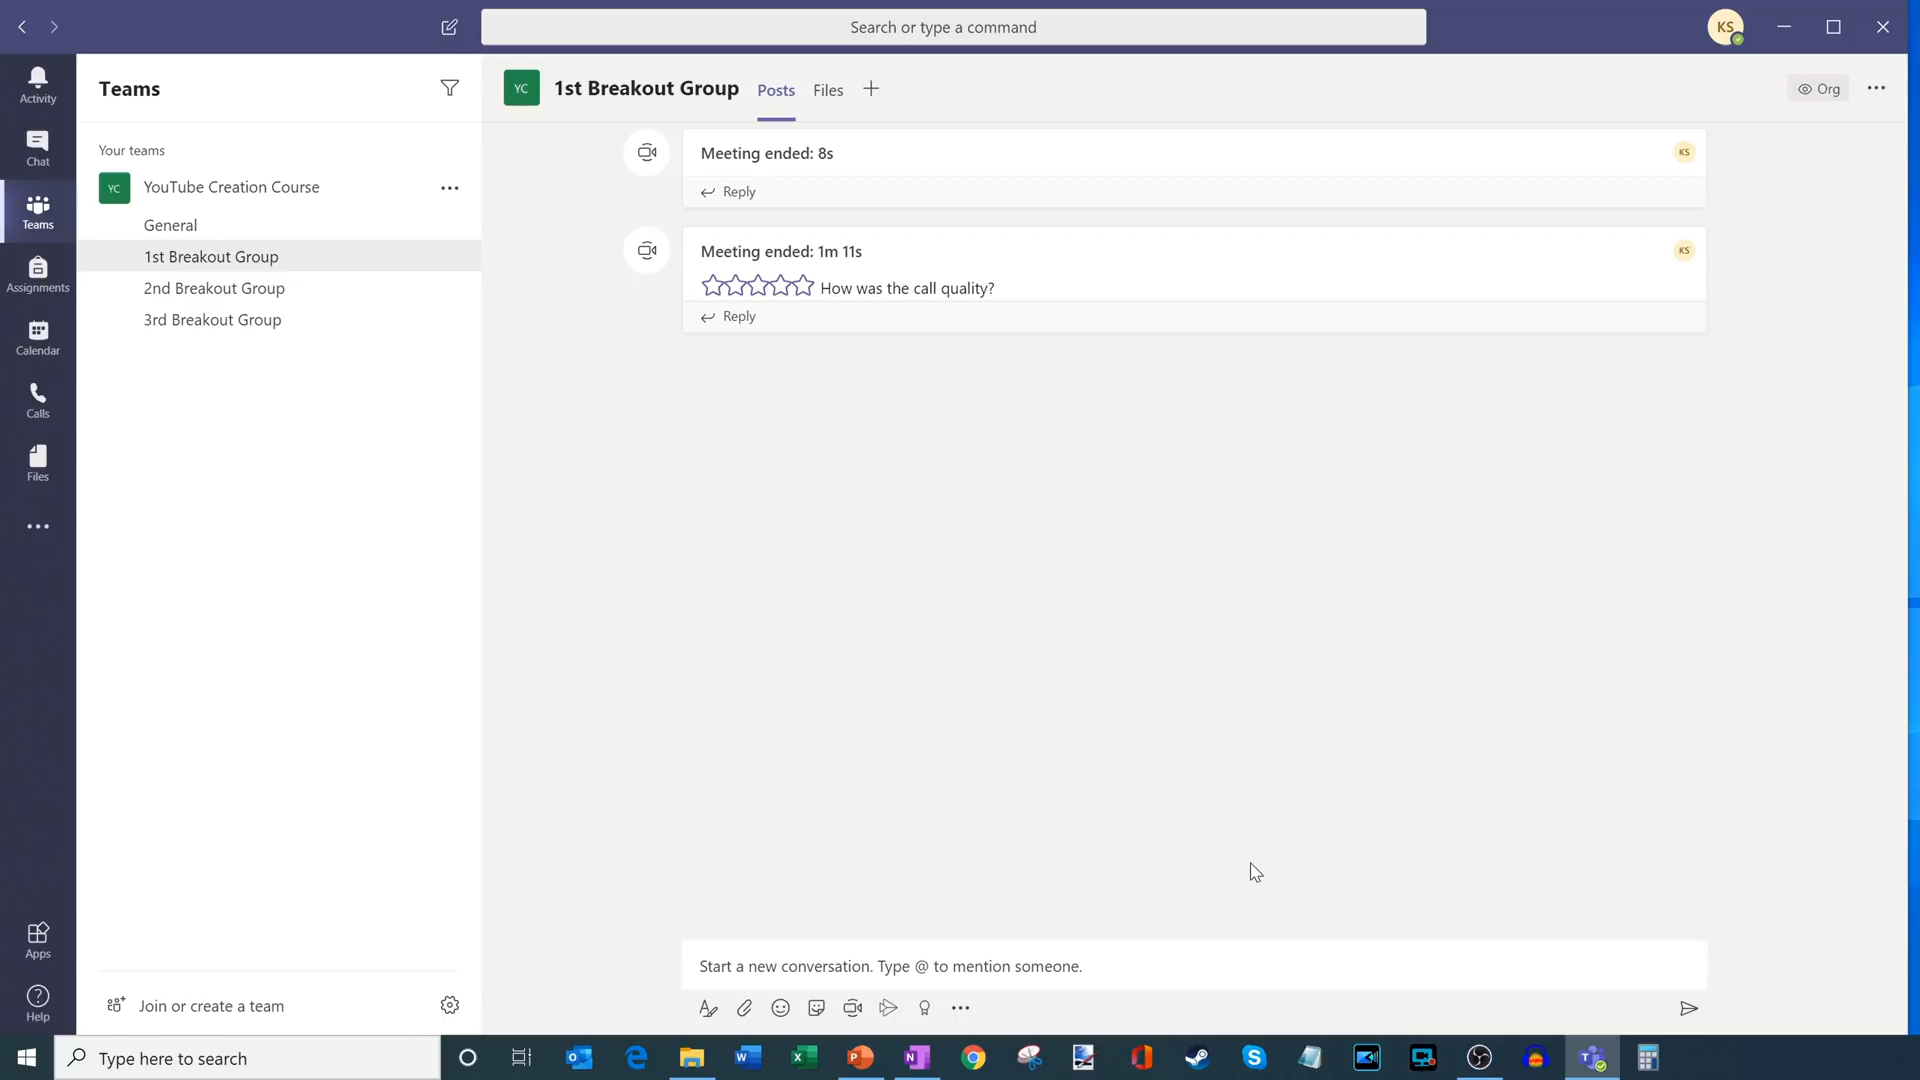 Search or type a command
KS
Activity
Chat
Teams
Assignments
Calendar
Calls
Files
Apps
Help
Teams
Your teams
YC
YouTube Creation Course
General
1st Breakout Group
2nd Breakout Group
3rd Breakout Group
Join or create a team
YC
1st Breakout Group
Posts
Files
Org
Meeting ended: 8s
KS
Reply
Meeting ended: 1m 11s
KS
How was the call quality?
Reply
Start a new conversation. Type @ to mention someone.
Type here to search